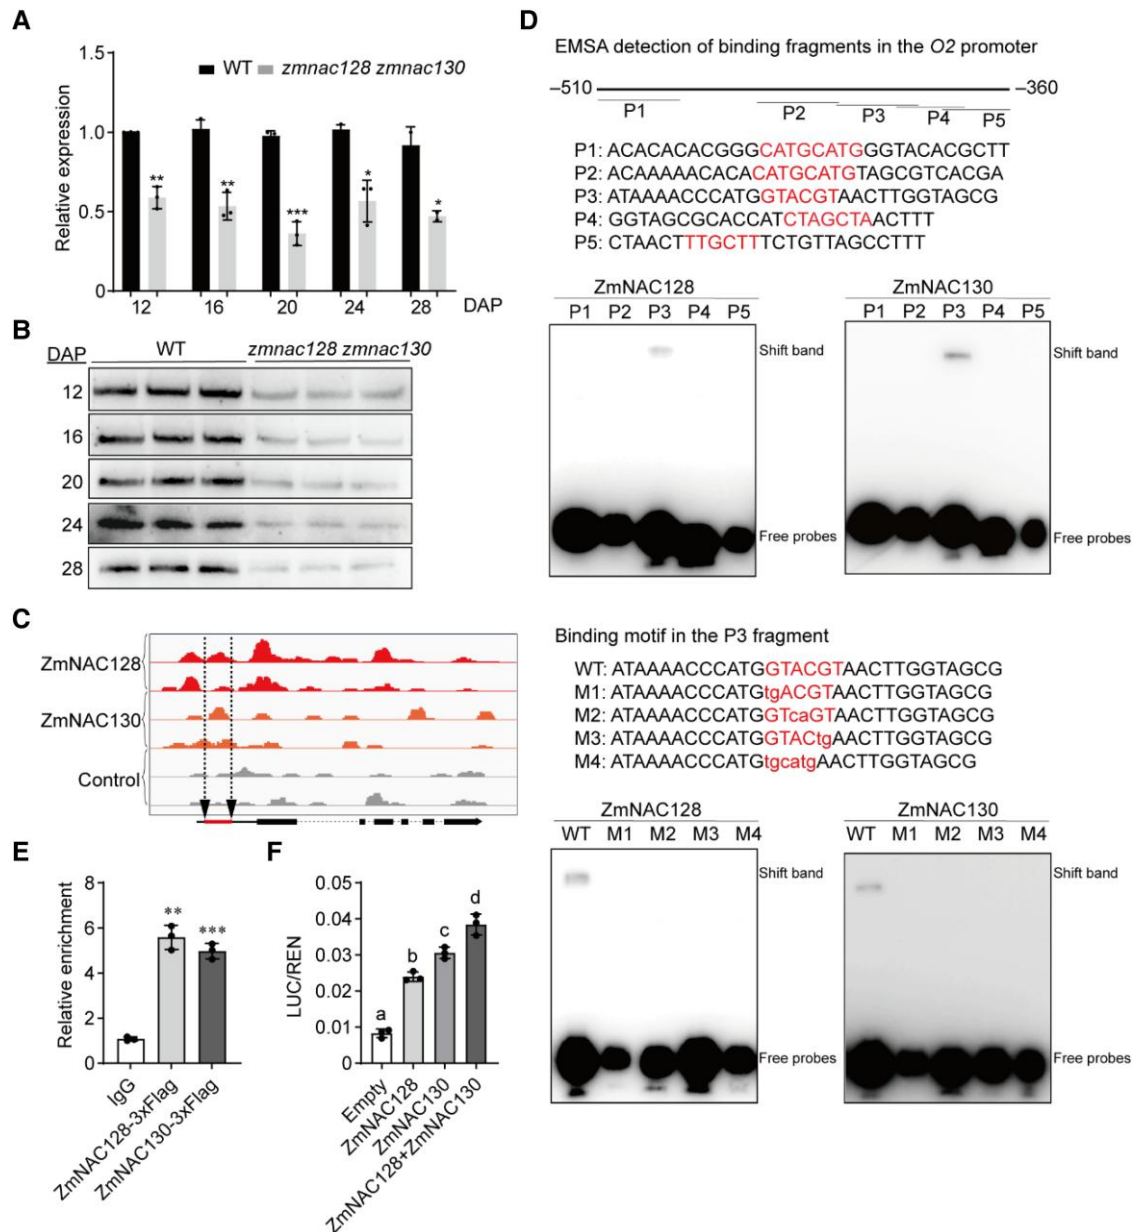 A
1.5
1.0
0.5
0
Relative expression
WT zmnac128 zmnac130
** ** *** * *
12 16 20 24 28 DAP
B
DAP WT zmnac128 zmnac130
12
16
20
24
28
C
ZmNAC128
ZmNAC130
Control
D
EMSA detection of binding fragments in the O2 promoter
–510 –360
P1 P2 P3 P4 P5
P1: ACACACACGGGCATGCATGGGTACACGCTT
P2: ACAAAAACACACATGCATGTAGCGTCACGA
P3: ATAAAACCCATGGTACGTAACTTGGTAGCG
P4: GGTAGCGCACCATCTAGCTAACTTT
P5: CTAACTTTGCTTTCTGTTAGCCTTT
ZmNAC128
P1 P2 P3 P4 P5
Shift band
Free probes
ZmNAC130
P1 P2 P3 P4 P5
Shift band
Free probes
Binding motif in the P3 fragment
WT: ATAAAACCCATGGTACGTAACTTGGTAGCG
M1: ATAAAACCCATGtgACGTAACTTGGTAGCG
M2: ATAAAACCCATGGTcaGTAACTTGGTAGCG
M3: ATAAAACCCATGGTACtgAACTTGGTAGCG
M4: ATAAAACCCATGtgcatgAACTTGGTAGCG
ZmNAC128
WT M1 M2 M3 M4
Shift band
Free probes
ZmNAC130
WT M1 M2 M3 M4
Shift band
Free probes
E
8
6
4
2
0
Relative enrichment
** ***
IgG
ZmNAC128-3xFlag
ZmNAC130-3xFlag
F
0.05
0.04
0.03
0.02
0.01
0
LUC/REN
a b c d
Empty
ZmNAC128
ZmNAC130
ZmNAC128+ZmNAC130